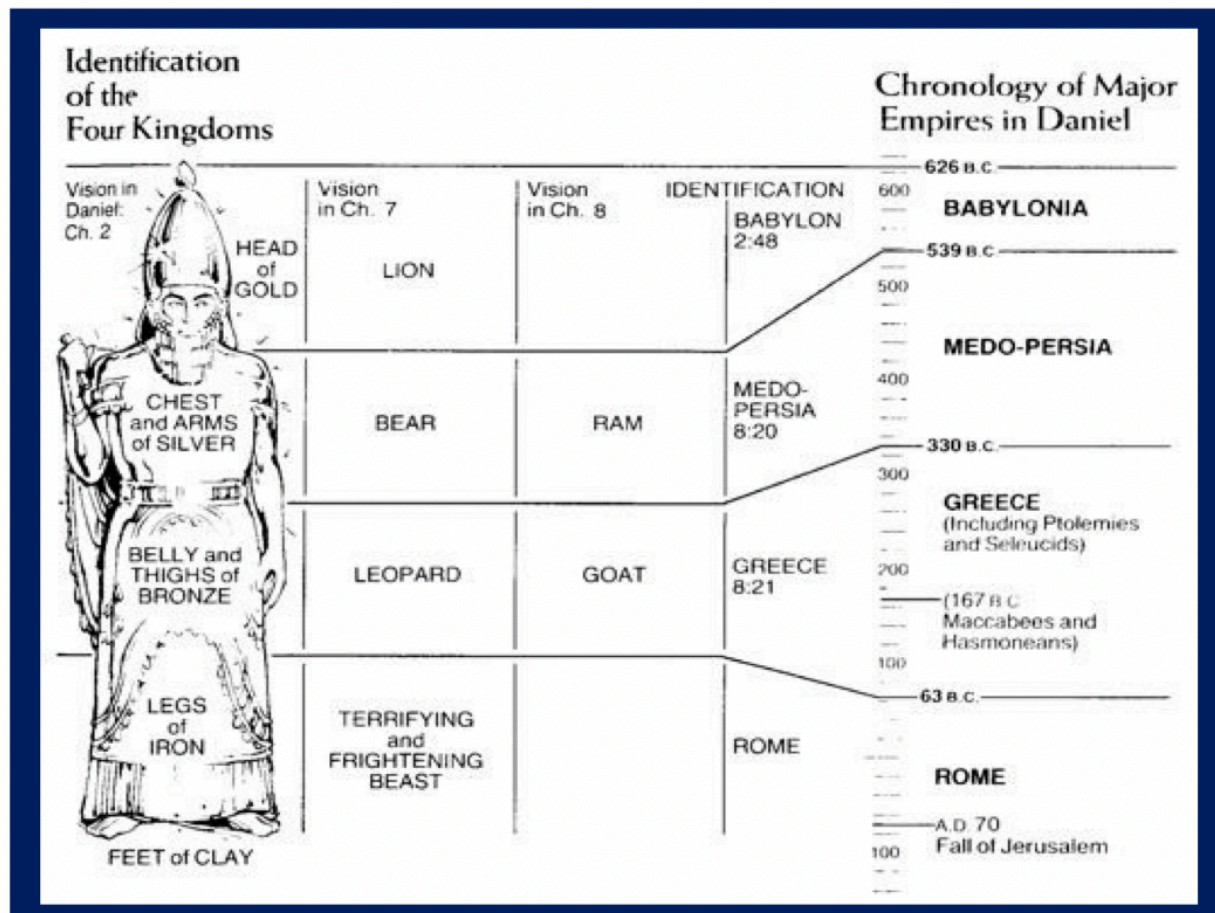 Identification
of the
Four Kingdoms
Chronology of Major
Empires in Daniel
Vision in
Daniel:
Ch. 2
HEAD
of
GOLD
CHEST
and ARMS
of SILVER
BELLY and
THIGHS of
BRONZE
LEGS
of
IRON
FEET of CLAY
Vision
in Ch. 7
LION
BEAR
LEOPARD
TERRIFYING
and
FRIGHTENING
BEAST
Vision
in Ch. 8
RAM
GOAT
IDENTIFICATION
BABYLON
2:48
MEDO-
PERSIA
8:20
GREECE
8:21
ROME
626 B.C.
600
BABYLONIA
539 B.C.
500
MEDO-PERSIA
400
330 B.C.
300
GREECE
(Including Ptolemies
and Seleucids)
200
(167 B C
Maccabees and
Hasmoneans)
100
63 B.C.
ROME
A.D. 70
Fall of Jerusalem
100